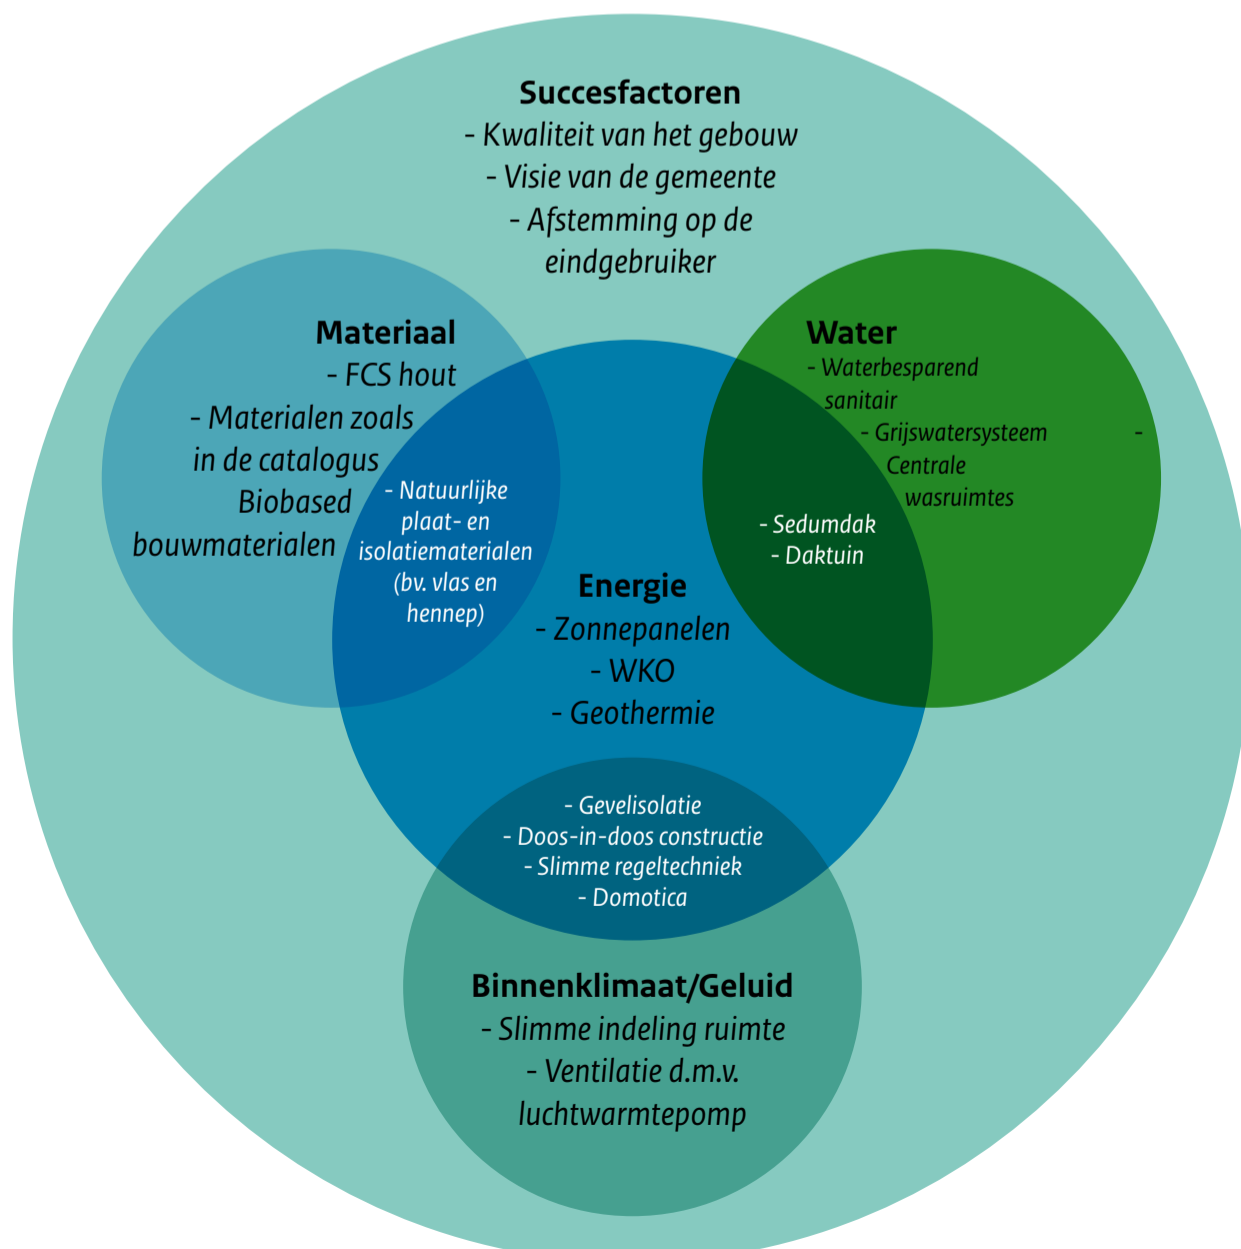 Succesfactoren
- Kwaliteit van het gebouw
- Visie van de gemeente
- Afstemming op de
eindgebruiker
Materiaal
- FCS hout
- Materialen zoals
in de catalogus
Biobased
bouwmaterialen
- Natuurlijke
plaat- en
isolatiematerialen
(bv. vlas en
hennep)
Water
- Waterbesparend
sanitair
- Grijswatersysteem -
Centrale
wasruimtes
- Sedumdak
- Daktuin
Energie
- Zonnepanelen
- WKO
- Geothermie
- Gevelisolatie
- Doos-in-doos constructie
- Slimme regeltechniek
- Domotica
Binnenklimaat/Geluid
- Slimme indeling ruimte
- Ventilatie d.m.v.
luchtwarmtepomp